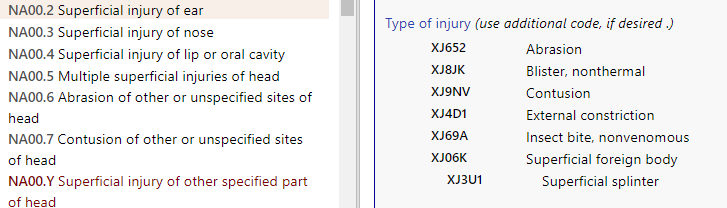 NA00.2 Superficial injury of ear
NA00.3 Superficial injury of nose
NA00.4 Superficial injury of lip or oral cavity
NA00.5 Multiple superficial injuries of head
NA00.6 Abrasion of other or unspecified sites of
head
NA00.7 Contusion of other or unspecified sites
of head
NA00.Y Superficial injury of other specified part
of head
Type of injury (use additional code, if desired .)
XJ652 Abrasion
XJ8JK Blister, nonthermal
XJ9NV Contusion
XJ4D1 External constriction
XJ69A Insect bite, nonvenomous
XJ06K Superficial foreign body
XJ3U1 Superficial splinter